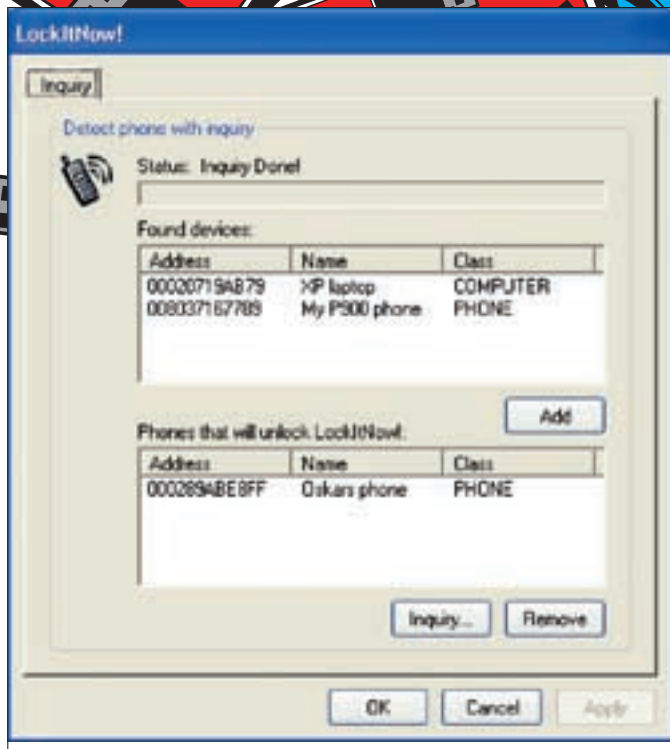 LockItNow!
Inquiry
Detect phone with inquiry
Status: Inquiry Done!
Found devices:
Address Name Class
00020719AB79 XP laptop COMPUTER
008037167789 My P900 phone PHONE
Add
Phones that will unlock LockItNow!:
Address Name Class
000289ABE8FF Oskars phone PHONE
Inquiry... Remove
OK Cancel Apply